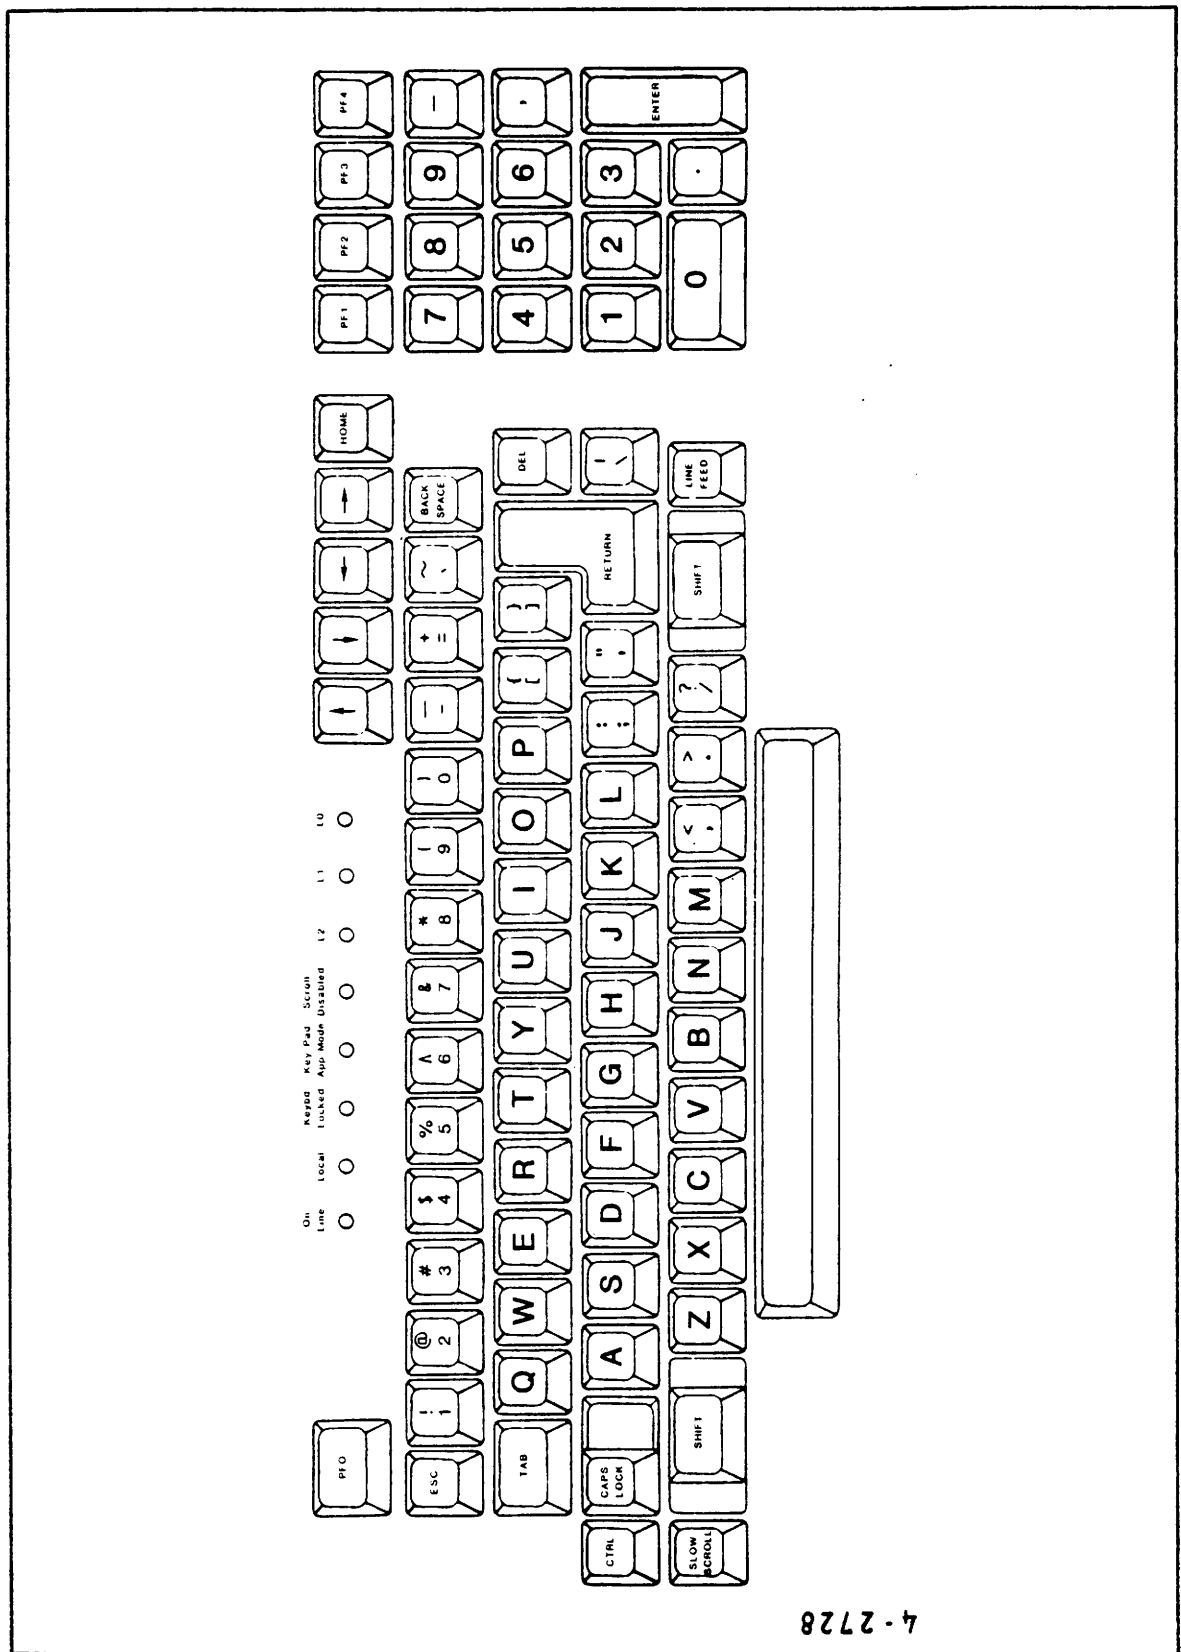 On Keybd Key Pad Scroll
Line Local Locked App Mode Disabled L2 L1 L0
PF0 ↑ ↓ ← → HOME PF1 PF2 PF3 PF4
ESC ! 1 @ 2 # 3 $ 4 % 5 ^ 6 & 7 * 8 ( 9 ) 0 — - + = ~ ` BACK SPACE 7 8 9 —
TAB Q W E R T Y U I O P { [ } ] DEL 4 5 6 ,
CTRL CAPS LOCK A S D F G H J K L : ; " ' RETURN | \ 1 2 3 ENTER
SLOW SCROLL SHIFT Z X C V B N M < , > . ? / SHIFT LINE FEED 0 .
4-2728